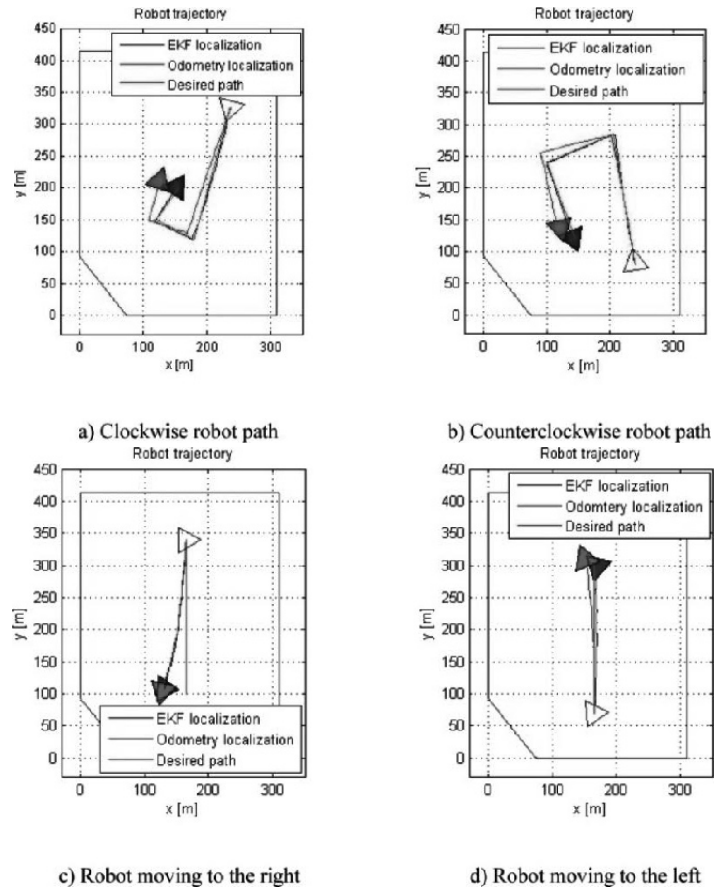 Robot trajectory
450
400
350
300
250
200
150
100
50
0
y [m]
EKF localization
Odometry localization
Desired path
0 100 200 300
x [m]
a) Clockwise robot path
Robot trajectory
450
400
350
300
250
200
150
100
50
0
y [m]
EKF localization
Odometry localization
Desired path
0 100 200 300
x [m]
b) Counterclockwise robot path
Robot trajectory
450
400
350
300
250
200
150
100
50
0
y [m]
EKF localization
Odometry localization
Desired path
0 100 200 300
x [m]
c) Robot moving to the right
Robot trajectory
450
400
350
300
250
200
150
100
50
0
y [m]
EKF localization
Odomtery localization
Desired path
0 100 200 300
x [m]
d) Robot moving to the left